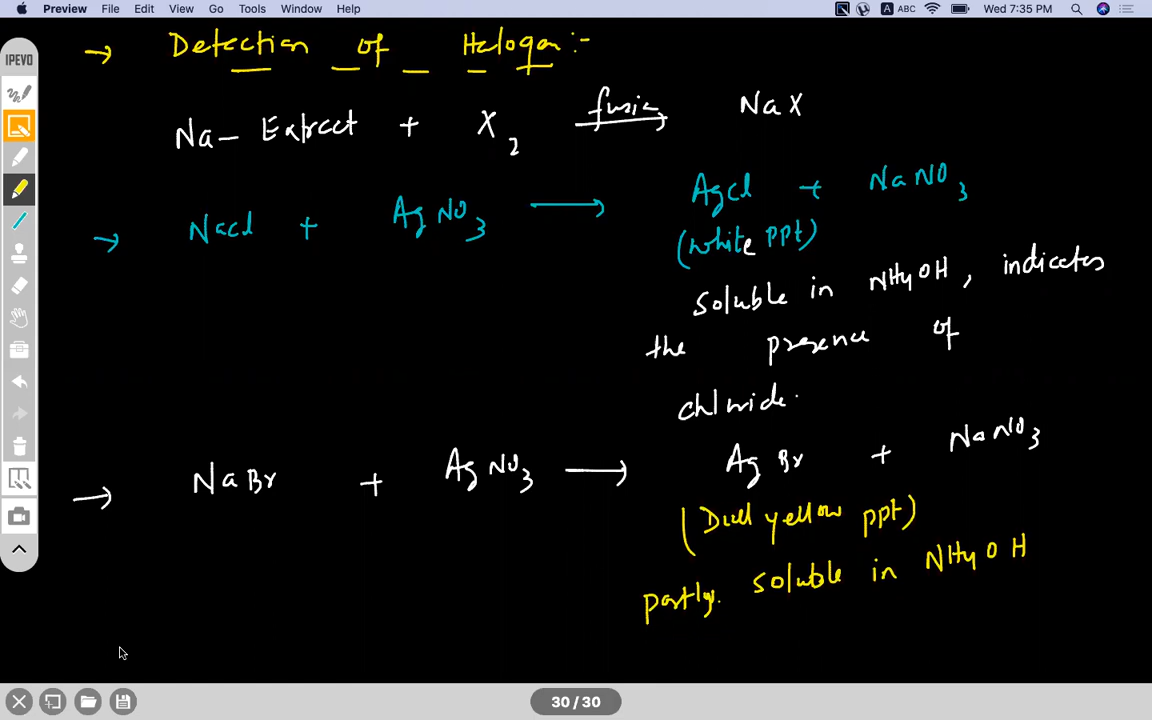 Preview File Edit View Go Tools Window Help A ABC Wed 7:35 PM
IPEVO
→ Detection of Halogen :-
Na- Extract + X2 fusion→ NaX
→ NaCl + AgNO3 → AgCl + NaNO3
(white ppt)
soluble in NH4OH, indicates
the presence of
chloride.
→ NaBr + AgNO3 → AgBr + NaNO3
(Dull yellow ppt)
partly. soluble in NH4OH
30 / 30